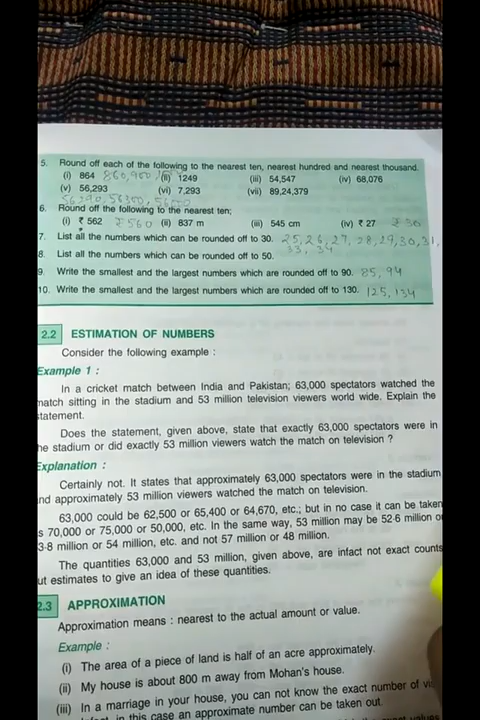 5. Round off each of the following to the nearest ten, nearest hundred and nearest thousand.
(i) 864 860, 900, (ii) 1249 (iii) 54,547 (iv) 68,076
(v) 56,293 (vi) 7,293 (vii) 89,24,379
56290, 56300,
6. Round off the following to the nearest ten;
(i) ₹ 562 ₹ 560 (ii) 837 m (iii) 545 cm (iv) ₹ 27 ₹ 30
7. List all the numbers which can be rounded off to 30. 25, 26, 27, 28, 29, 30, 31,
33, 34
8. List all the numbers which can be rounded off to 50.
9. Write the smallest and the largest numbers which are rounded off to 90. 85, 94
10. Write the smallest and the largest numbers which are rounded off to 130. 125, 134
2.2 ESTIMATION OF NUMBERS
Consider the following example :
Example 1 :
In a cricket match between India and Pakistan; 63,000 spectators watched the
match sitting in the stadium and 53 million television viewers world wide. Explain the
statement.
Does the statement, given above, state that exactly 63,000 spectators were in
he stadium or did exactly 53 million viewers watch the match on television ?
Explanation :
Certainly not. It states that approximately 63,000 spectators were in the stadium
nd approximately 53 million viewers watched the match on television.
63,000 could be 62,500 or 65,400 or 64,670, etc.; but in no case it can be taken
s 70,000 or 75,000 or 50,000, etc. In the same way, 53 million may be 52·6 million o
3·8 million or 54 million, etc. and not 57 million or 48 million.
The quantities 63,000 and 53 million, given above, are infact not exact counts
ut estimates to give an idea of these quantities.
2.3 APPROXIMATION
Approximation means : nearest to the actual amount or value.
Example :
(i) The area of a piece of land is half of an acre approximately.
(ii) My house is about 800 m away from Mohan's house.
(iii) In a marriage in your house, you can not know the exact number of
in this case an approximate number can be taken out.